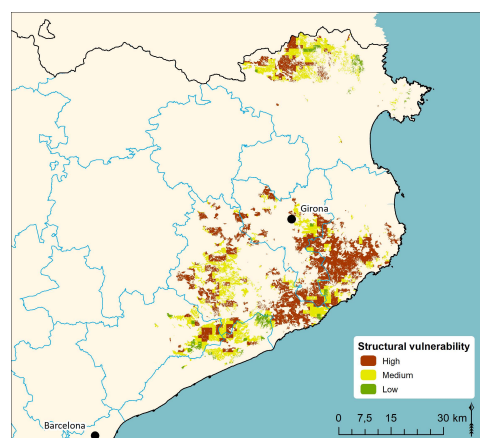 Girona
Structural vulnerability
High
Medium
Low
Barcelona
0 7,5 15 30 km